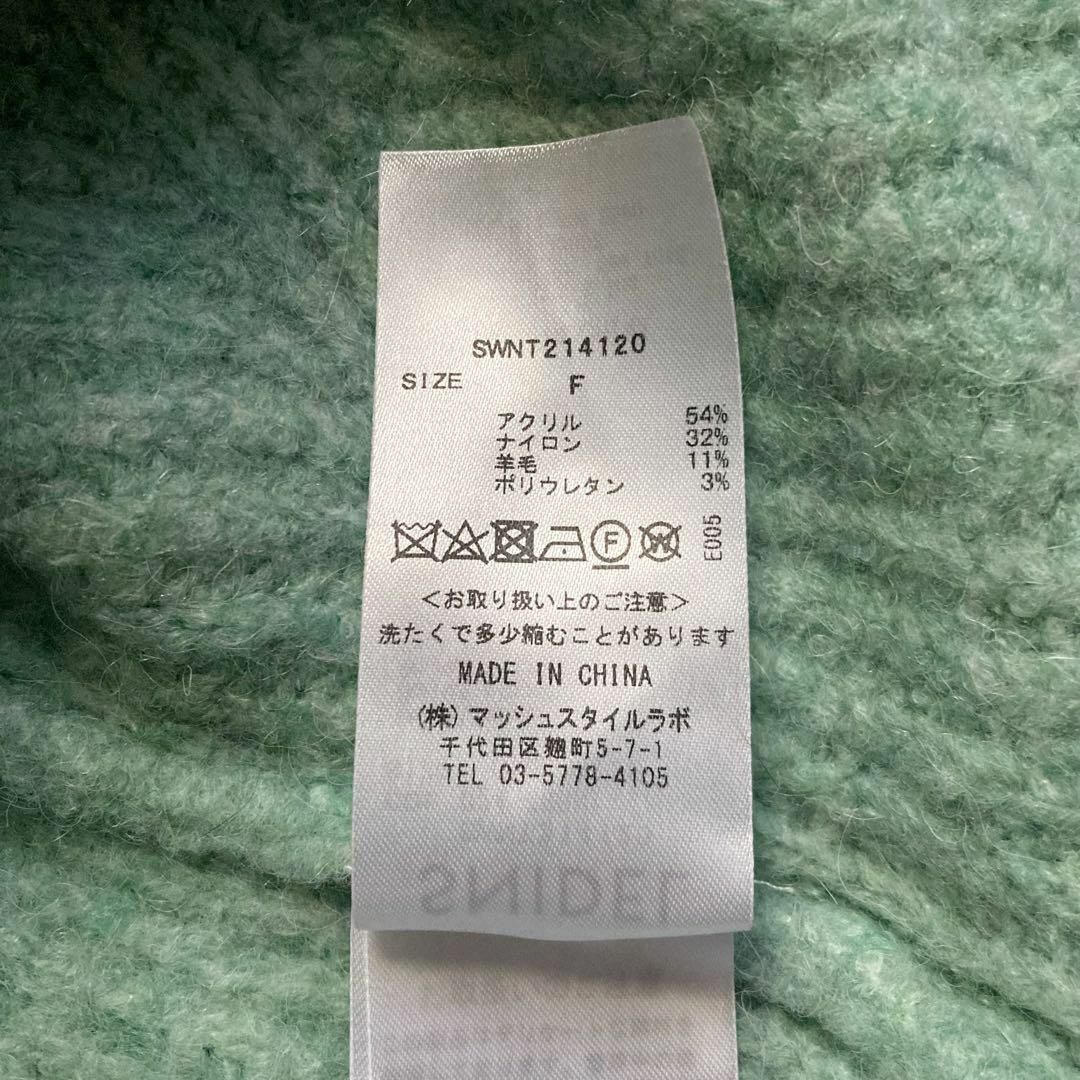 SWNT214120
SIZE F
アクリル 54%
ナイロン 32%
羊毛 11%
ポリウレタン 3%
F W E005
<お取り扱い上のご注意>
洗たくで多少縮むことがあります
MADE IN CHINA
(株)マッシュスタイルラボ
千代田区麹町5-7-1
TEL 03-5778-4105
SNIDEL